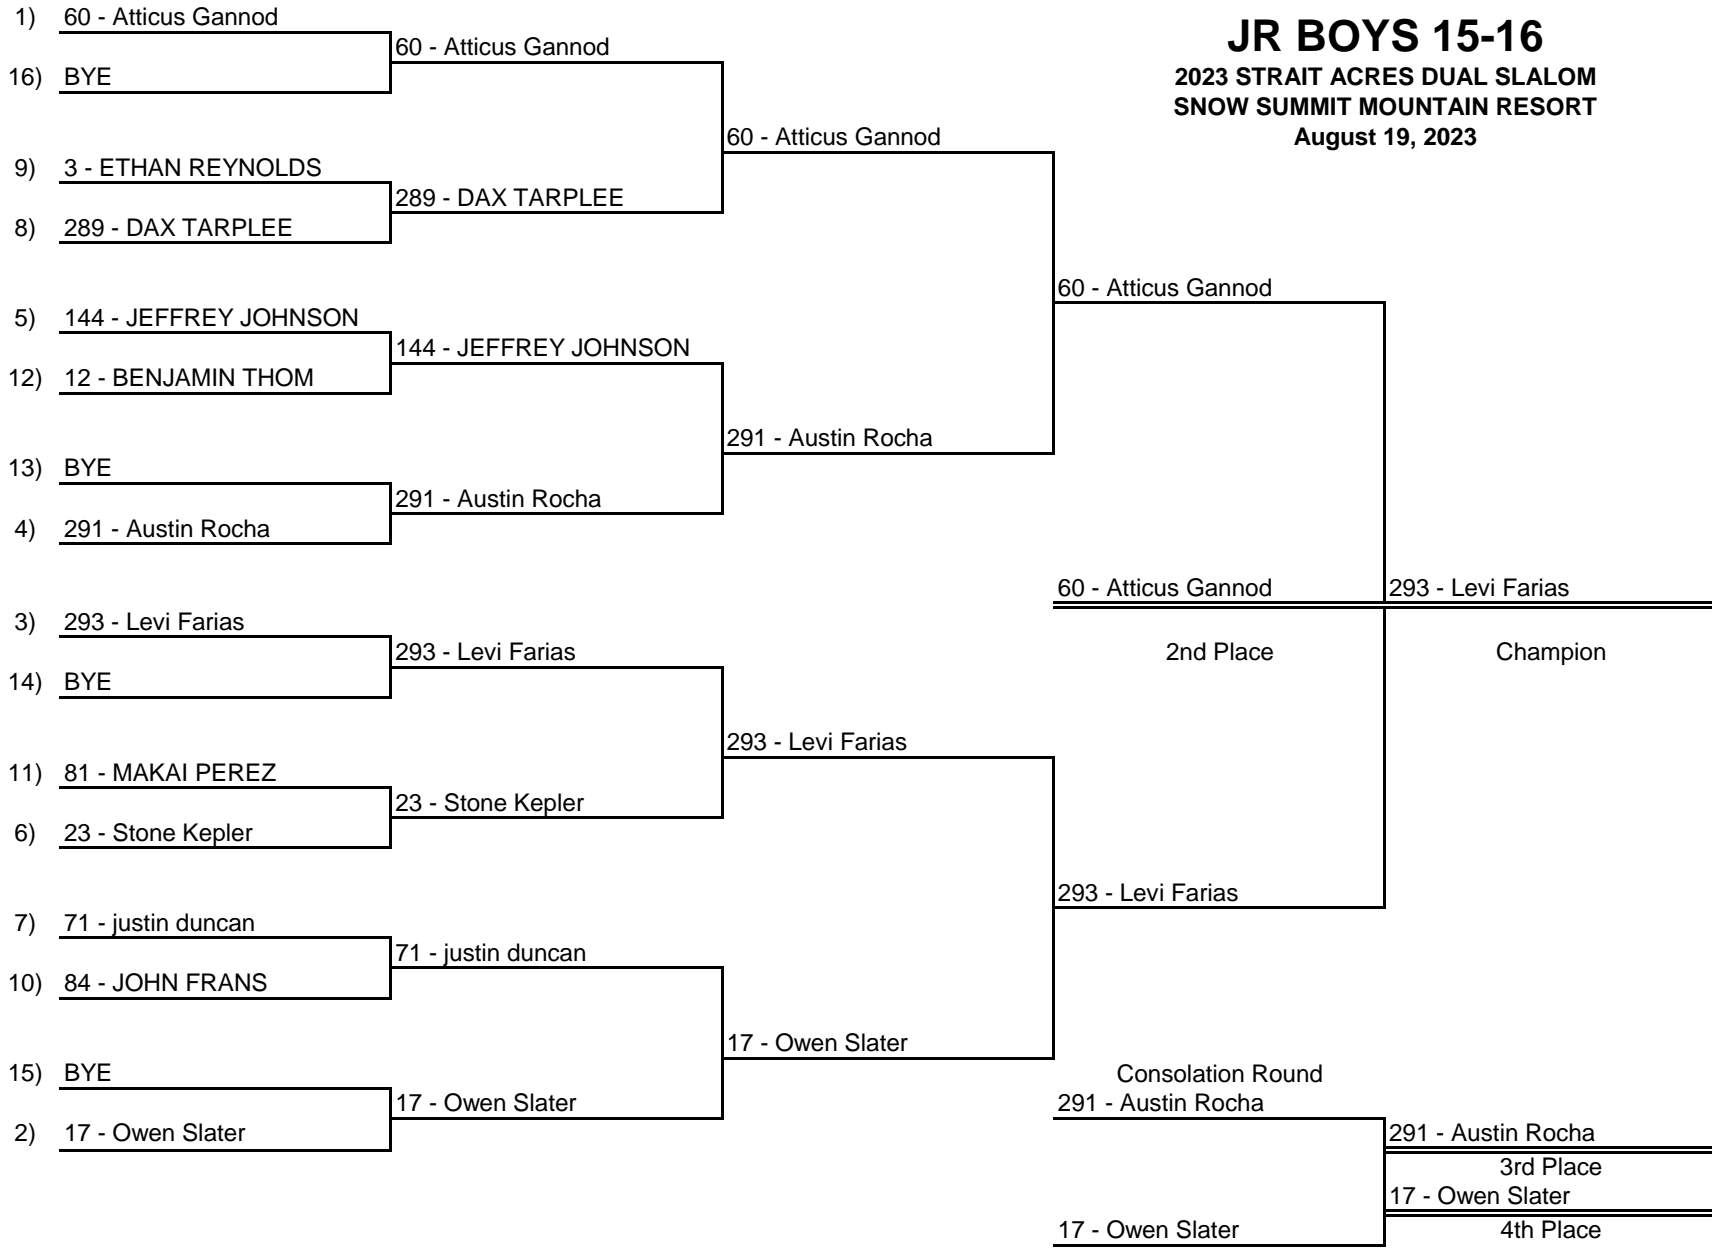 JR BOYS 15-16
2023 STRAIT ACRES DUAL SLALOM
SNOW SUMMIT MOUNTAIN RESORT
August 19, 2023
1) 60 - Atticus Gannod
16) BYE
9) 3 - ETHAN REYNOLDS
8) 289 - DAX TARPLEE
5) 144 - JEFFREY JOHNSON
12) 12 - BENJAMIN THOM
13) BYE
4) 291 - Austin Rocha
3) 293 - Levi Farias
14) BYE
11) 81 - MAKAI PEREZ
6) 23 - Stone Kepler
7) 71 - justin duncan
10) 84 - JOHN FRANS
15) BYE
2) 17 - Owen Slater
60 - Atticus Gannod
289 - DAX TARPLEE
144 - JEFFREY JOHNSON
291 - Austin Rocha
293 - Levi Farias
23 - Stone Kepler
71 - justin duncan
17 - Owen Slater
60 - Atticus Gannod
291 - Austin Rocha
293 - Levi Farias
17 - Owen Slater
60 - Atticus Gannod
293 - Levi Farias
60 - Atticus Gannod
2nd Place
293 - Levi Farias
Champion
Consolation Round
291 - Austin Rocha
17 - Owen Slater
291 - Austin Rocha
3rd Place
17 - Owen Slater
4th Place